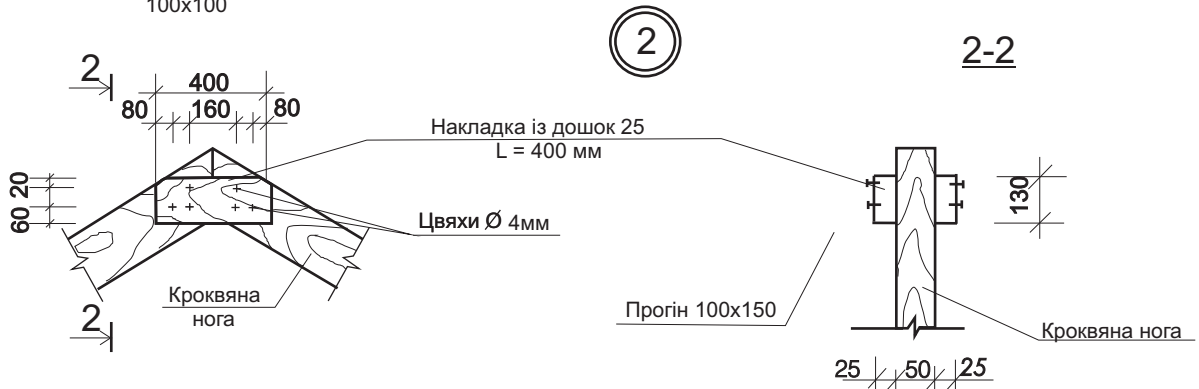 100x100
2
2
2-2
400
80 160 80
Накладка із дошок 25
L = 400 мм
20
60
Цвяхи Ø 4мм
130
Кроквяна
нога
Прогін 100x150
2
Кроквяна нога
25 50 25